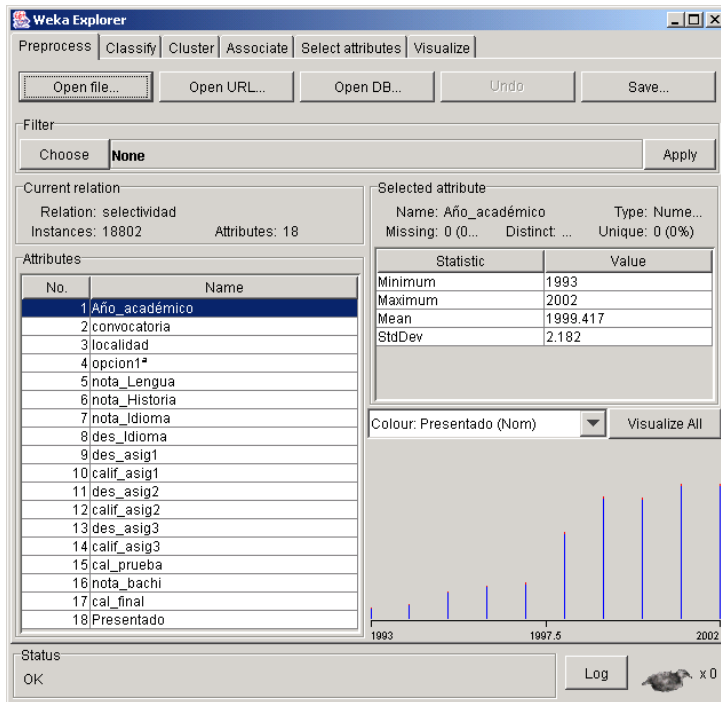 Weka Explorer
Preprocess Classify Cluster Associate Select attributes Visualize
Open file... Open URL... Open DB... Undo Save...
Filter
Choose None Apply
Current relation
Relation: selectividad
Instances: 18802 Attributes: 18
Attributes
No. Name
1 Año_académico
2 convocatoria
3 localidad
4 opcion1ª
5 nota_Lengua
6 nota_Historia
7 nota_Idioma
8 des_Idioma
9 des_asig1
10 calif_asig1
11 des_asig2
12 calif_asig2
13 des_asig3
14 calif_asig3
15 cal_prueba
16 nota_bachi
17 cal_final
18 Presentado
Selected attribute
Name: Año_académico Type: Nume...
Missing: 0 (0... Distinct: ... Unique: 0 (0%)
Statistic Value
Minimum 1993
Maximum 2002
Mean 1999.417
StdDev 2.182
Colour: Presentado (Nom) Visualize All
1993 1997.5 2002
Status
OK Log x 0